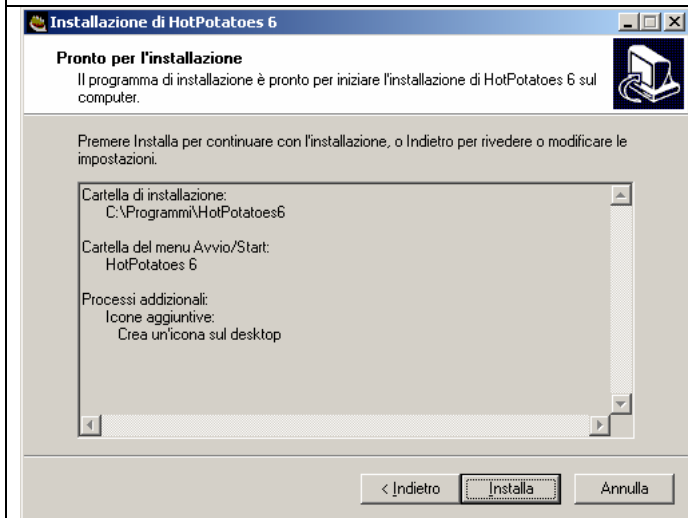 Installazione di HotPotatoes 6
Pronto per l'installazione
Il programma di installazione è pronto per iniziare l'installazione di HotPotatoes 6 sul
computer.
Premere Installa per continuare con l'installazione, o Indietro per rivedere o modificare le
impostazioni.
Cartella di installazione:
C:\Programmi\HotPotatoes6
Cartella del menu Avvio/Start:
HotPotatoes 6
Processi addizionali:
Icone aggiuntive:
Crea un'icona sul desktop
< Indietro Installa Annulla